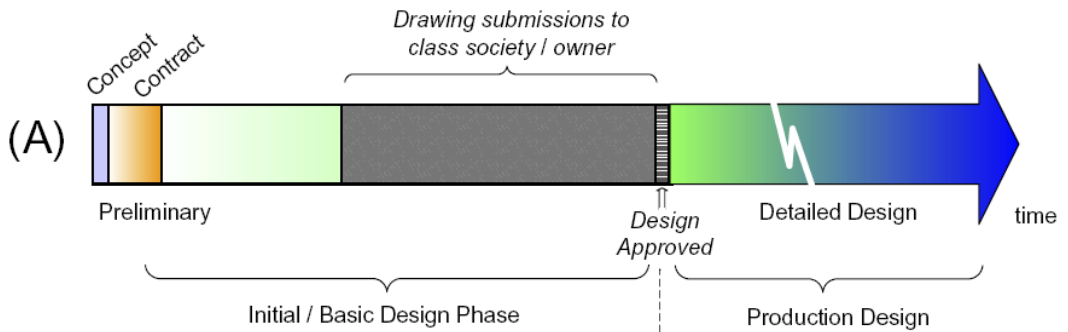 Drawing submissions to
class society / owner
Concept
Contract
(A)
Preliminary
Design
Approved
Detailed Design
time
Initial / Basic Design Phase
Production Design